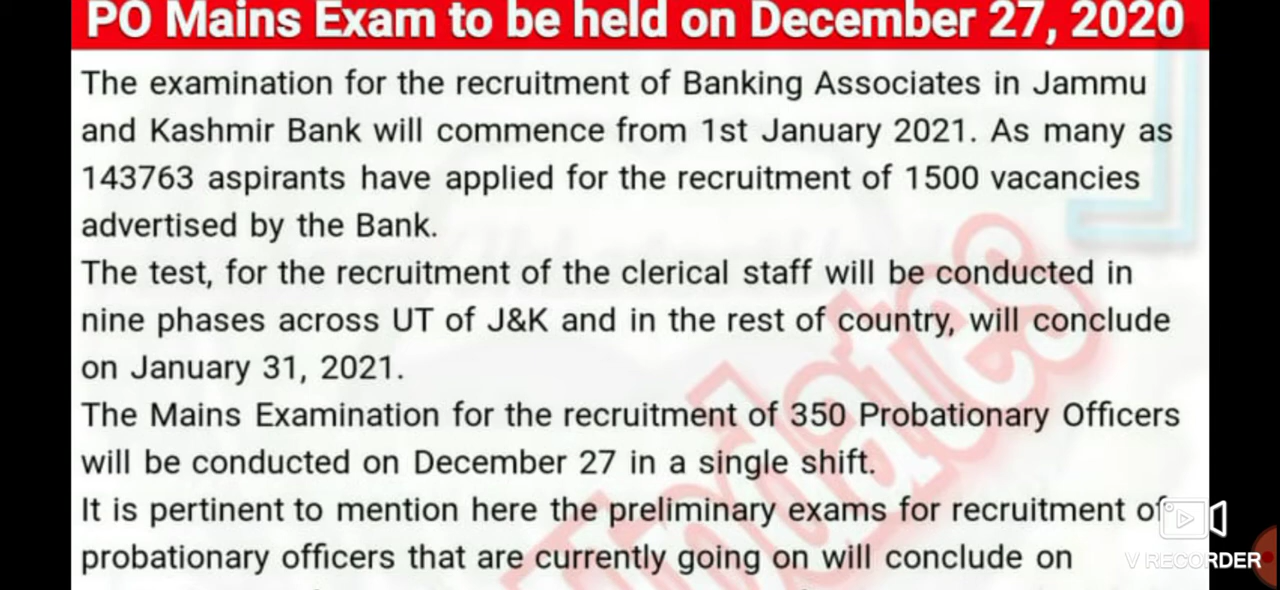 PO Mains Exam to be held on December 27, 2020
The examination for the recruitment of Banking Associates in Jammu
and Kashmir Bank will commence from 1st January 2021. As many as
143763 aspirants have applied for the recruitment of 1500 vacancies
advertised by the Bank.
The test, for the recruitment of the clerical staff will be conducted in
nine phases across UT of J&K and in the rest of country, will conclude
on January 31, 2021.
The Mains Examination for the recruitment of 350 Probationary Officers
will be conducted on December 27 in a single shift.
It is pertinent to mention here the preliminary exams for recruitment of
probationary officers that are currently going on will conclude on
Updates
V RECORDER